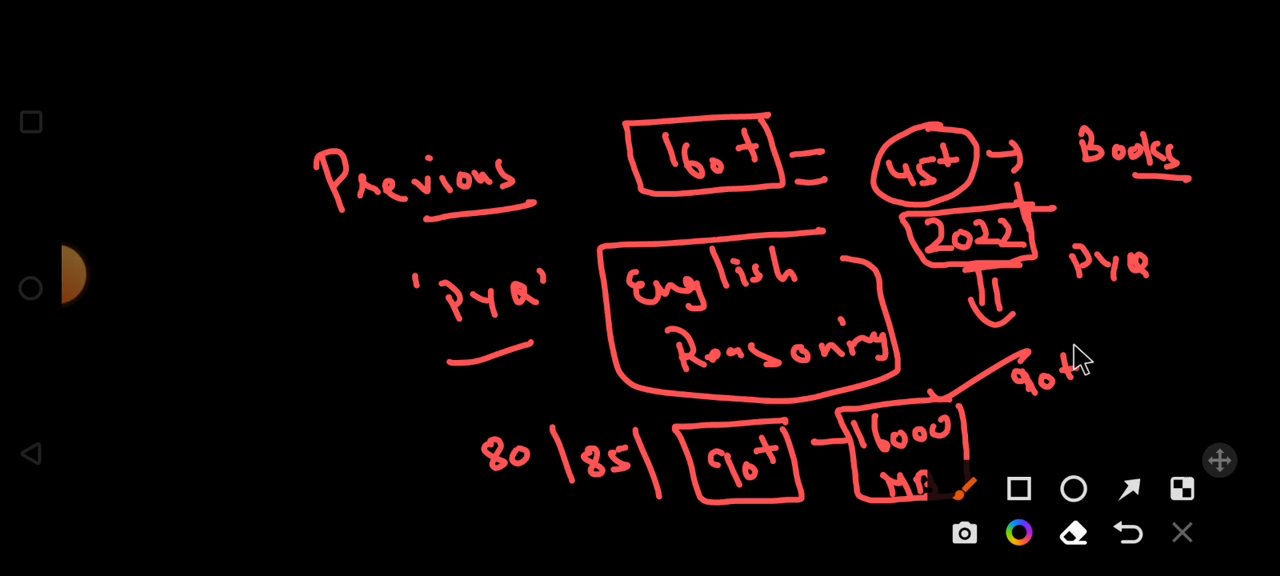 Previous 160+ = 45+ → Books
2022
'PYQ' English PYQ
Reasoning
90+
80 / 85 / 90+ - 16000